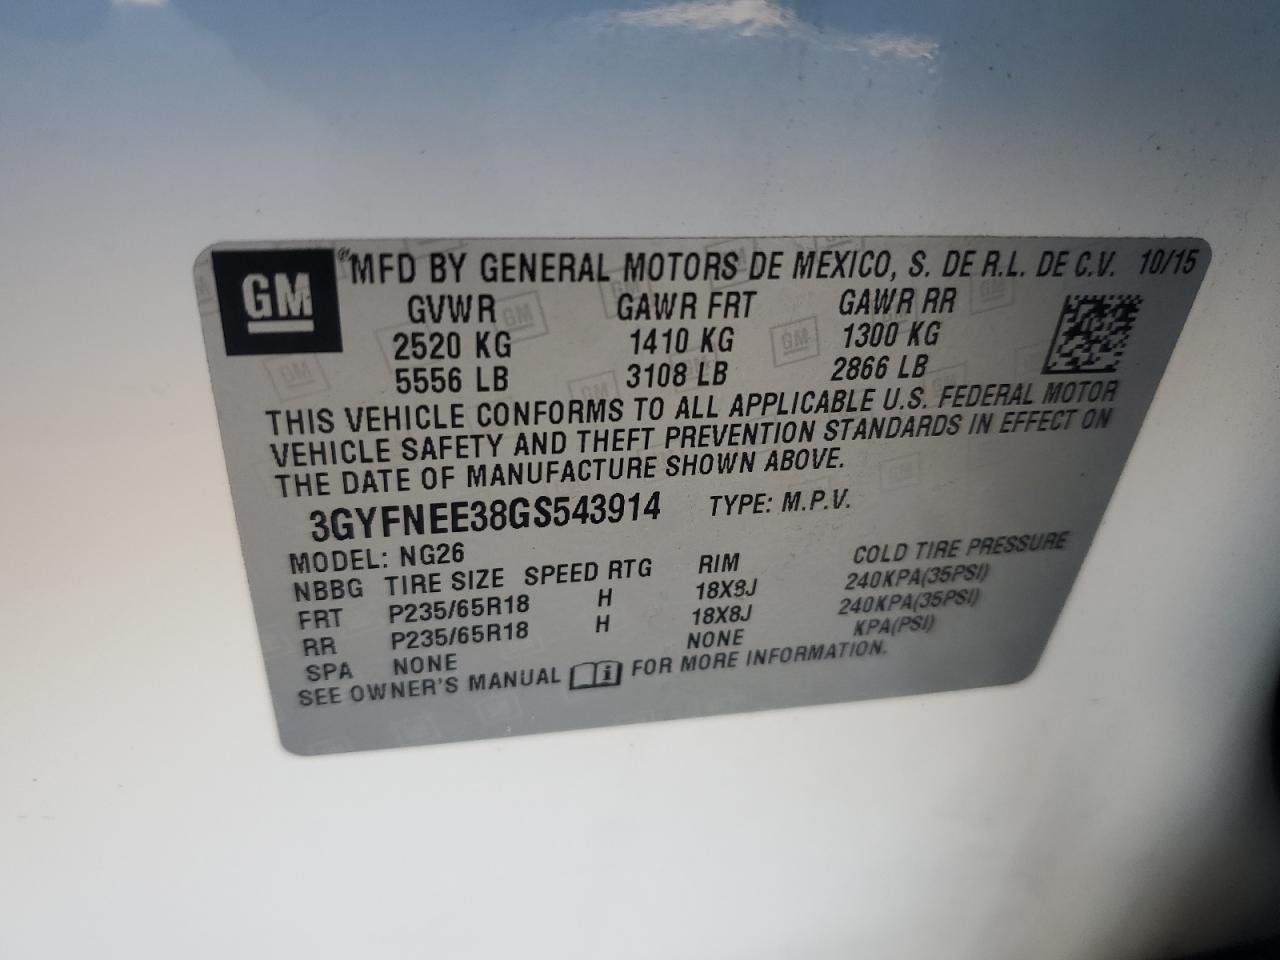 GM
®MFD BY GENERAL MOTORS DE MEXICO, S. DE R.L. DE C.V. 10/15
GVWR GAWR FRT GAWR RR
2520 KG 1410 KG 1300 KG
5556 LB 3108 LB 2866 LB
THIS VEHICLE CONFORMS TO ALL APPLICABLE U.S. FEDERAL MOTOR
VEHICLE SAFETY AND THEFT PREVENTION STANDARDS IN EFFECT ON
THE DATE OF MANUFACTURE SHOWN ABOVE.
3GYFNEE38GS543914 TYPE: M.P.V.
MODEL: NG26
NBBG TIRE SIZE SPEED RTG RIM COLD TIRE PRESSURE
FRT P235/65R18 H 18X8J 240KPA(35PSI)
RR P235/65R18 H 18X8J 240KPA(35PSI)
SPA NONE NONE KPA(PSI)
SEE OWNER'S MANUAL FOR MORE INFORMATION.